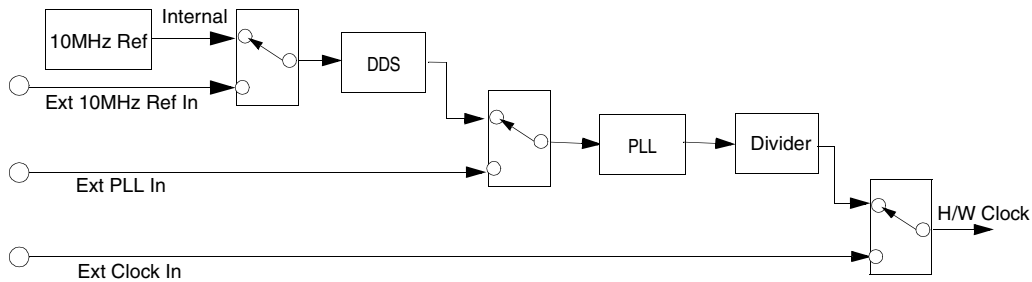 Internal
10MHz Ref
DDS
Ext 10MHz Ref In
PLL
Divider
Ext PLL In
H/W Clock
Ext Clock In